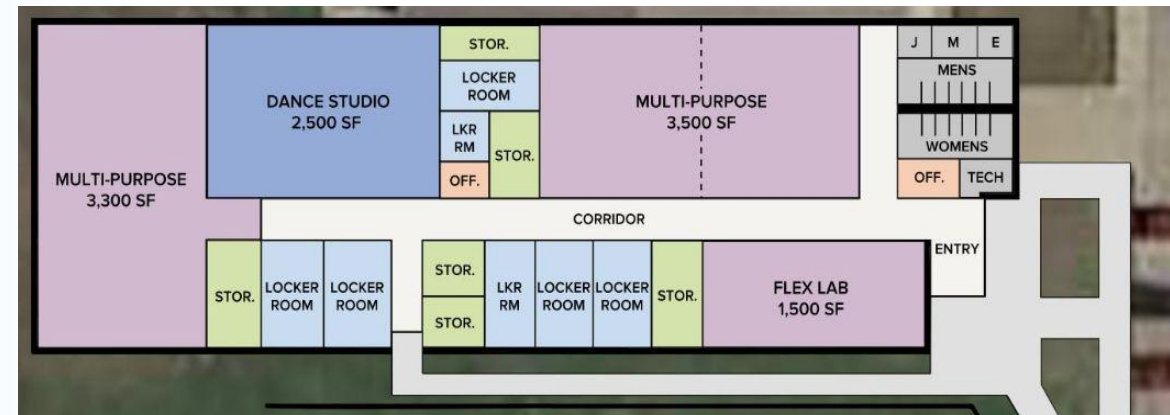 STOR.
LOCKER
ROOM
LKR
RM
STOR.
OFF.
DANCE STUDIO
2,500 SF
MULTI-PURPOSE
3,500 SF
J
M
E
MENS
WOMENS
OFF.
TECH
MULTI-PURPOSE
3,300 SF
CORRIDOR
ENTRY
STOR.
LOCKER
ROOM
LOCKER
ROOM
STOR.
STOR.
LKR
RM
LOCKER
ROOM
LOCKER
ROOM
STOR.
FLEX LAB
1,500 SF